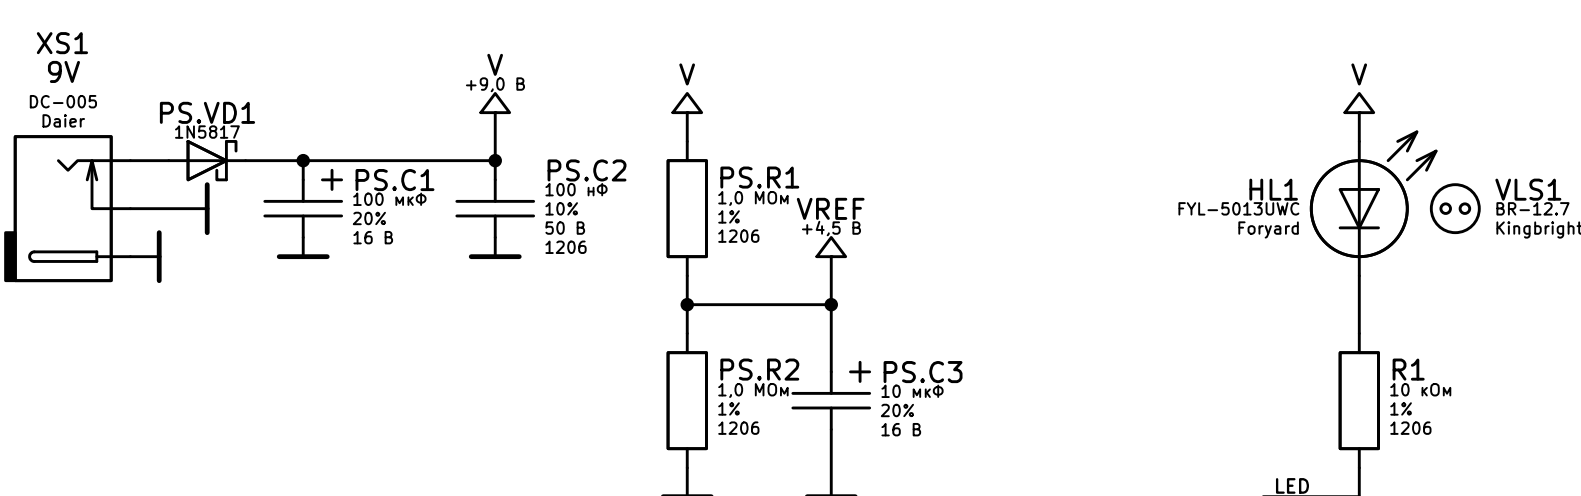 XS1
9V
DC-005
Daier
PS.VD1
1N5817
V
+9,0 В
+ PS.C1
100 мкФ
20%
16 В
PS.C2
100 нФ
10%
50 В
1206
V
PS.R1
1,0 МОм
1%
1206
VREF
+4,5 В
PS.R2
1,0 МОм
1%
1206
+ PS.C3
10 мкФ
20%
16 В
V
HL1
FYL-5013UWC
Foryard
VLS1
BR-12.7
Kingbright
R1
10 кОм
1%
1206
LED